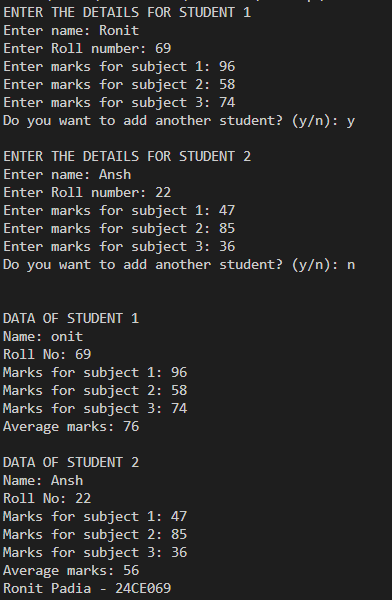 ENTER THE DETAILS FOR STUDENT 1
Enter name: Ronit
Enter Roll number: 69
Enter marks for subject 1: 96
Enter marks for subject 2: 58
Enter marks for subject 3: 74
Do you want to add another student? (y/n): y
ENTER THE DETAILS FOR STUDENT 2
Enter name: Ansh
Enter Roll number: 22
Enter marks for subject 1: 47
Enter marks for subject 2: 85
Enter marks for subject 3: 36
Do you want to add another student? (y/n): n
DATA OF STUDENT 1
Name: onit
Roll No: 69
Marks for subject 1: 96
Marks for subject 2: 58
Marks for subject 3: 74
Average marks: 76
DATA OF STUDENT 2
Name: Ansh
Roll No: 22
Marks for subject 1: 47
Marks for subject 2: 85
Marks for subject 3: 36
Average marks: 56
Ronit Padia - 24CE069